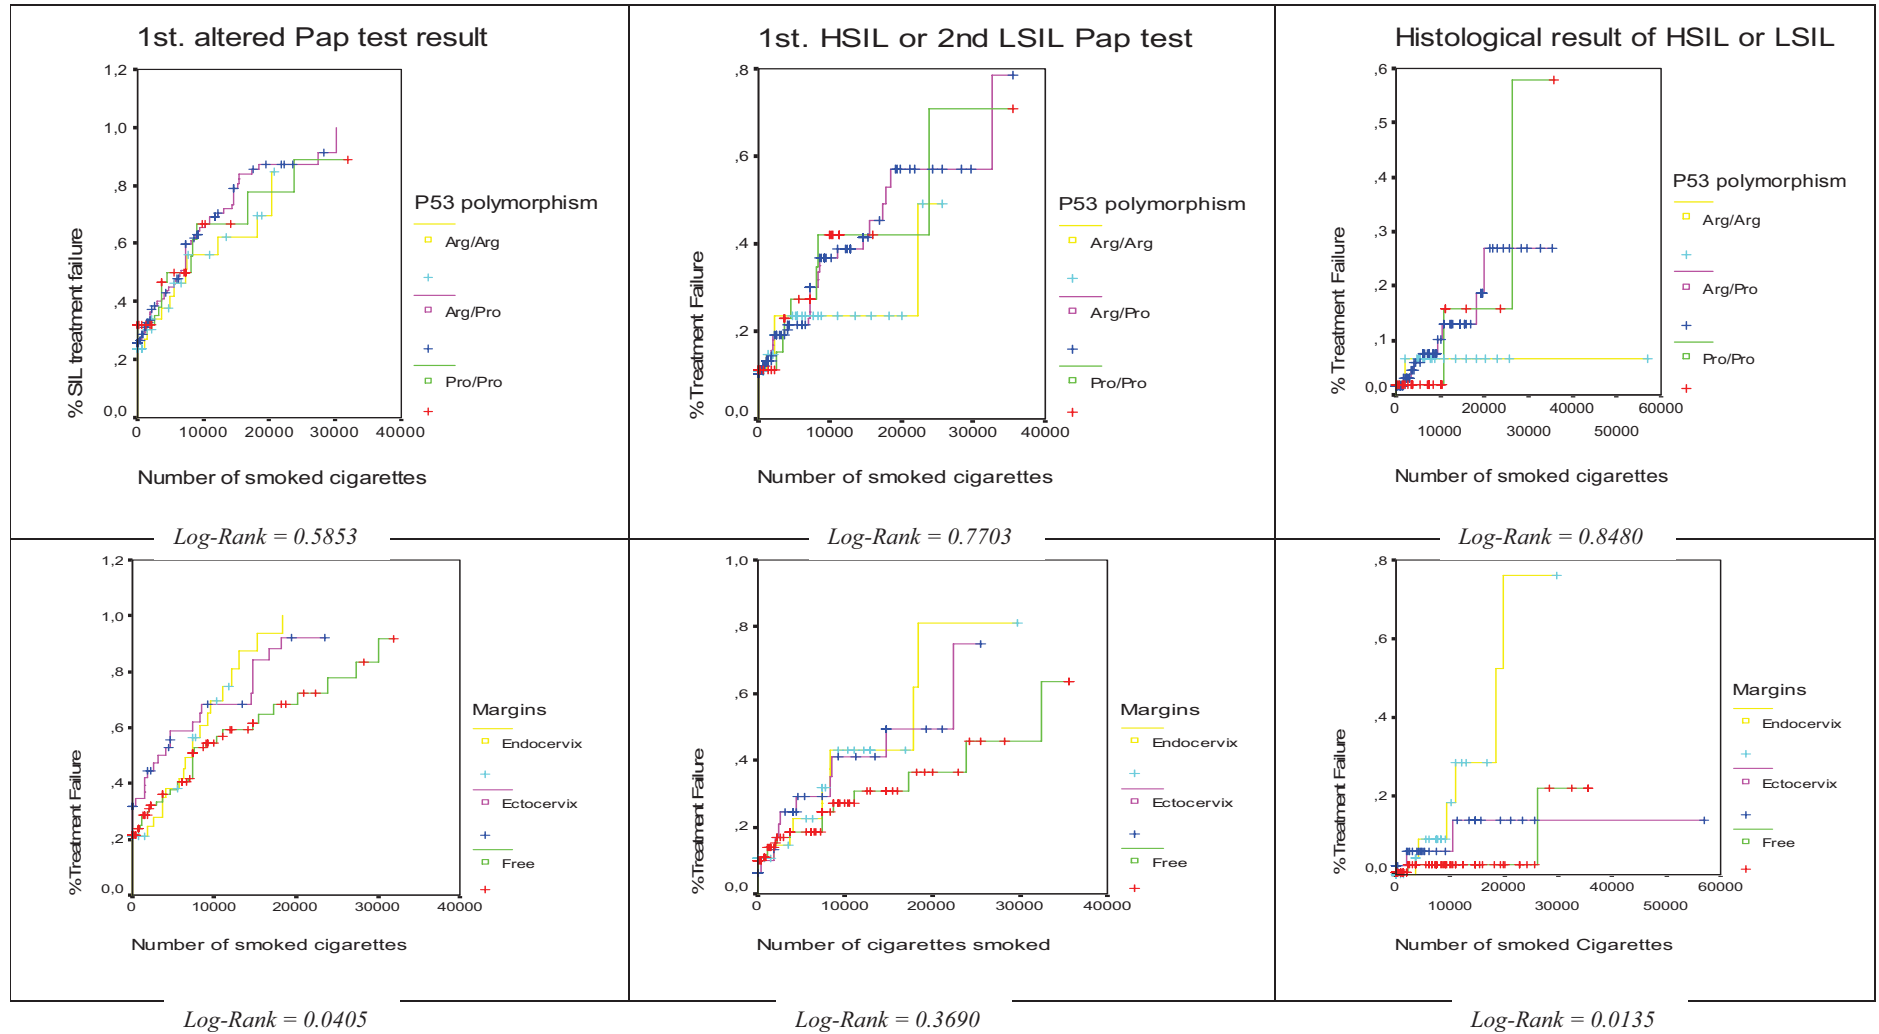 1st. altered Pap test result
1,2
1,0
,8
,6
,4
,2
0,0
% SIL treatment failure
0 10000 20000 30000 40000
Number of smoked cigarettes
P53 polymorphism
Arg/Arg
Arg/Pro
Pro/Pro
Log-Rank = 0.5853
1st. HSIL or 2nd LSIL Pap test
,8
,6
,4
,2
0,0
% Treatment Failure
0 10000 20000 30000 40000
Number of smoked cigarettes
P53 polymorphism
Arg/Arg
Arg/Pro
Pro/Pro
Log-Rank = 0.7703
Histological result of HSIL or LSIL
,6
,5
,4
,3
,2
,1
0,0
% Treatment Failure
0 20000 40000 60000
10000 30000 50000
Number of smoked cigarettes
P53 polymorphism
Arg/Arg
Arg/Pro
Pro/Pro
Log-Rank = 0.8480
1,2
1,0
,8
,6
,4
,2
0,0
%Treatment Failure
0 10000 20000 30000 40000
Number of smoked cigarettes
Margins
Endocervix
Ectocervix
Free
Log-Rank = 0.0405
1,0
,8
,6
,4
,2
0,0
%Treatment Failure
0 10000 20000 30000 40000
Number of cigarettes smoked
Margins
Endocervix
Ectocervix
Free
Log-Rank = 0.3690
,8
,6
,4
,2
0,0
%Treatment Failure
0 20000 40000 60000
10000 30000 50000
Number of smoked Cigarettes
Margins
Endocervix
Ectocervix
Free
Log-Rank = 0.0135